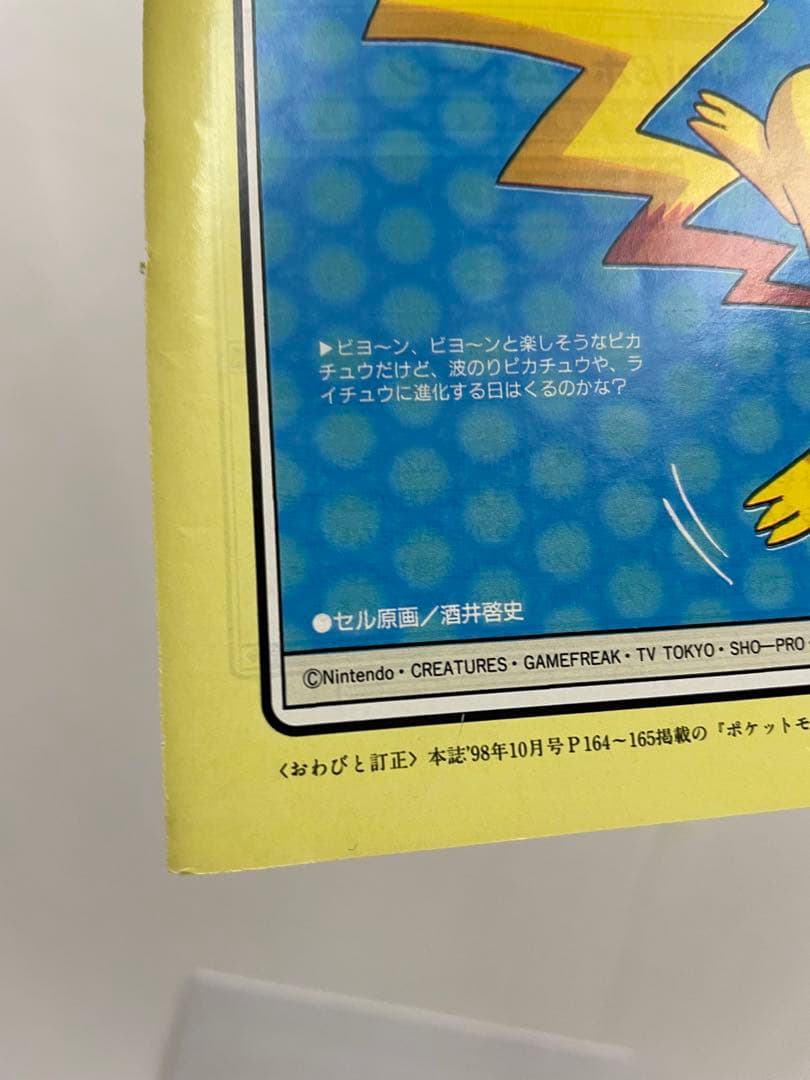 ▶ビヨ〜ン、ビヨ〜ンと楽しそうなピカ
チュウだけど、波のりピカチュウや、ラ
イチュウに進化する日はくるのかな?
●セル原画/酒井啓史
©Nintendo・CREATURES・GAMEFREAK・TV TOKYO・SHO—PRO・
〈おわびと訂正〉本誌'98年10月号P164〜165掲載の『ポケットモ